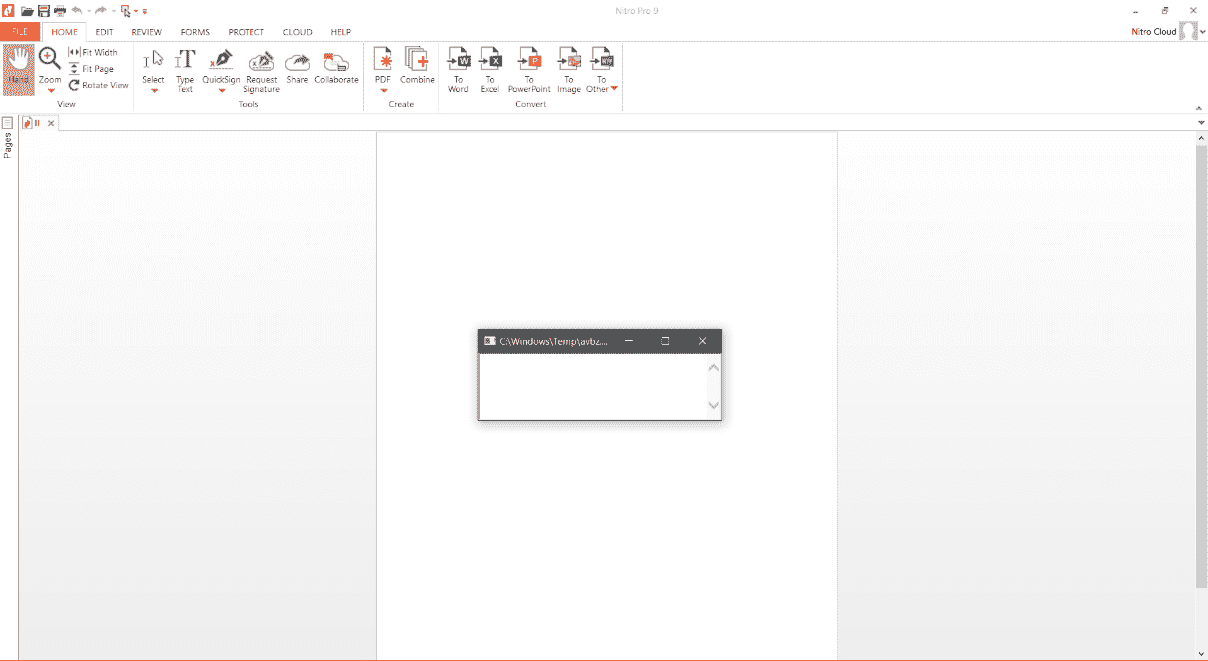 Nitro Pro 9
FILE HOME EDIT REVIEW FORMS PROTECT CLOUD HELP Nitro Cloud
Hand Zoom Fit Width
Fit Page
Rotate View
Select Type Text QuickSign Request Signature Share Collaborate
PDF Combine
To Word To Excel To PowerPoint To Image To Other
View Tools Create Convert
Pages
C:\Windows\Temp\avbz...